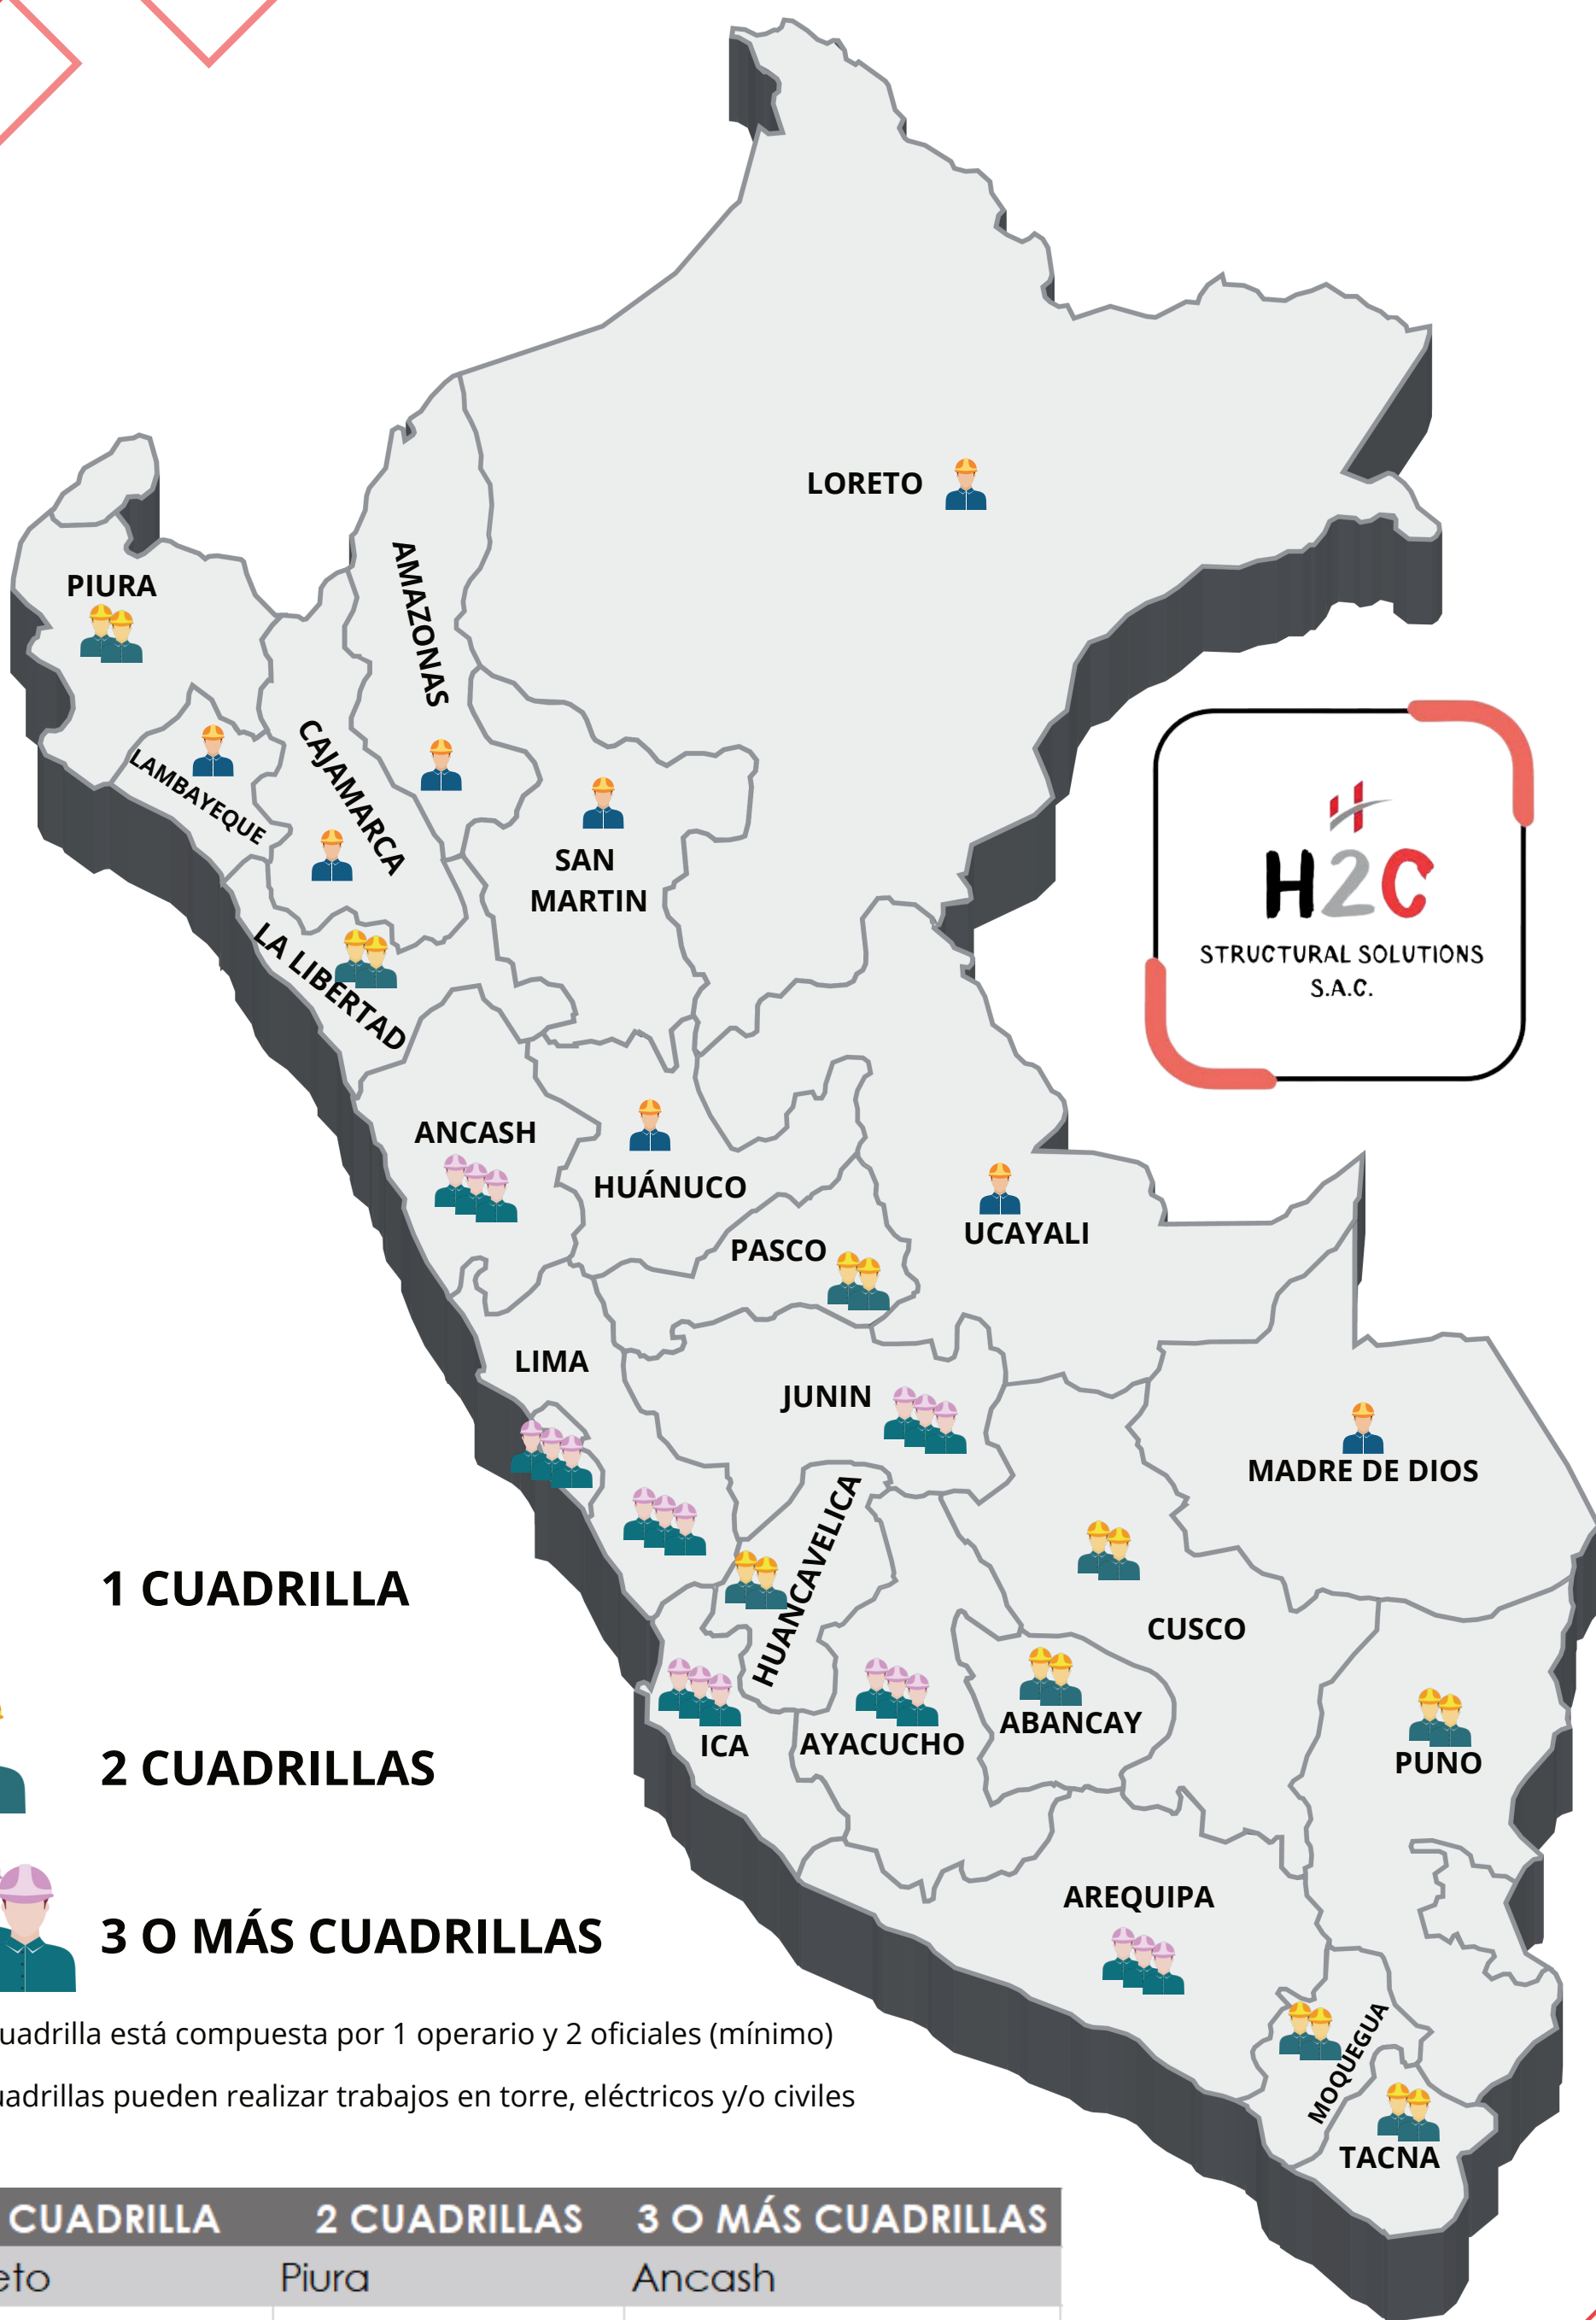 LORETO
PIURA
AMAZONAS
CAJAMARCA
LAMBAYEQUE
SAN
MARTIN
LA LIBERTAD
H2C
STRUCTURAL SOLUTIONS
S.A.C.
ANCASH
HUÁNUCO
PASCO
UCAYALI
LIMA
JUNIN
MADRE DE DIOS
HUANCAVELICA
CUSCO
ICA
AYACUCHO
ABANCAY
PUNO
AREQUIPA
MOQUEGUA
TACNA
1 CUADRILLA
2 CUADRILLAS
3 O MÁS CUADRILLAS
uadrilla está compuesta por 1 operario y 2 oficiales (mínimo)
uadrillas pueden realizar trabajos en torre, eléctricos y/o civiles
CUADRILLA 2 CUADRILLAS 3 O MÁS CUADRILLAS
eto Piura Ancash